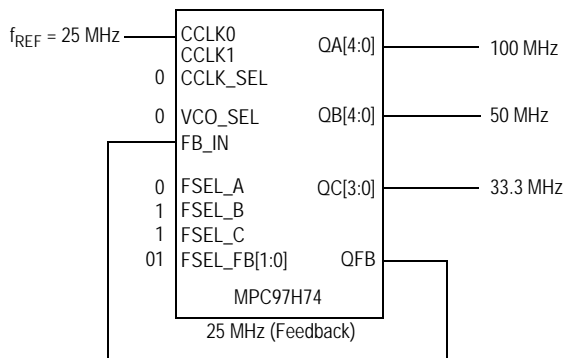 fREF = 25 MHz
CCLK0
CCLK1
0 CCLK_SEL
0 VCO_SEL
FB_IN
0 FSEL_A
1 FSEL_B
1 FSEL_C
01 FSEL_FB[1:0]
QA[4:0] 100 MHz
QB[4:0] 50 MHz
QC[3:0] 33.3 MHz
QFB
MPC97H74
25 MHz (Feedback)